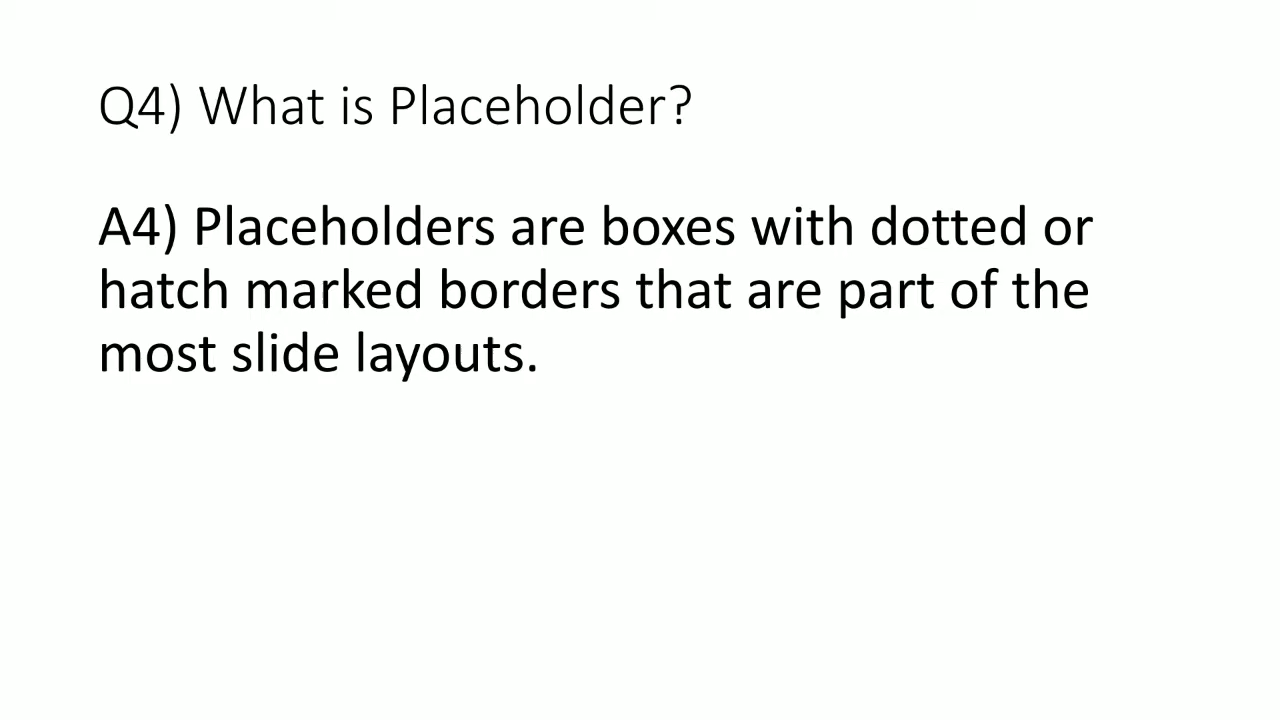 Q4) What is Placeholder?
A4) Placeholders are boxes with dotted or
hatch marked borders that are part of the
most slide layouts.